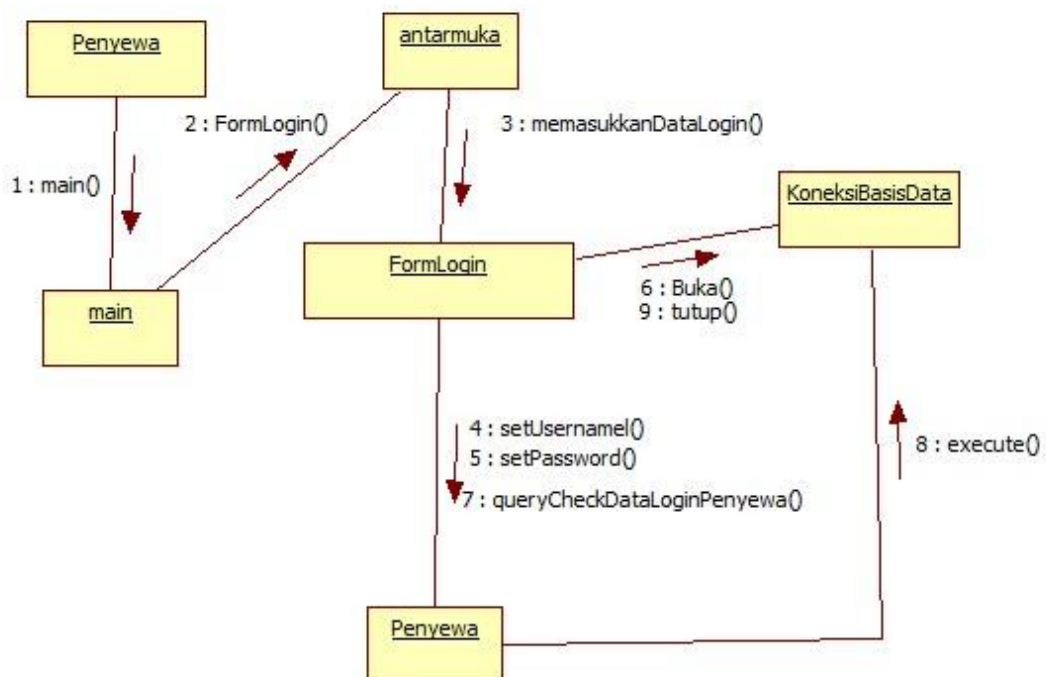 Penyewa
antarmuka
2 : FormLogin()
3 : memasukkanDataLogin()
1 : main()
KoneksiBasisData
FormLogin
6 : Buka()
9 : tutup()
main
4 : setUsernamel()
5 : setPassword()
7 : queryCheckDataLoginPenyewa()
8 : execute()
Penyewa